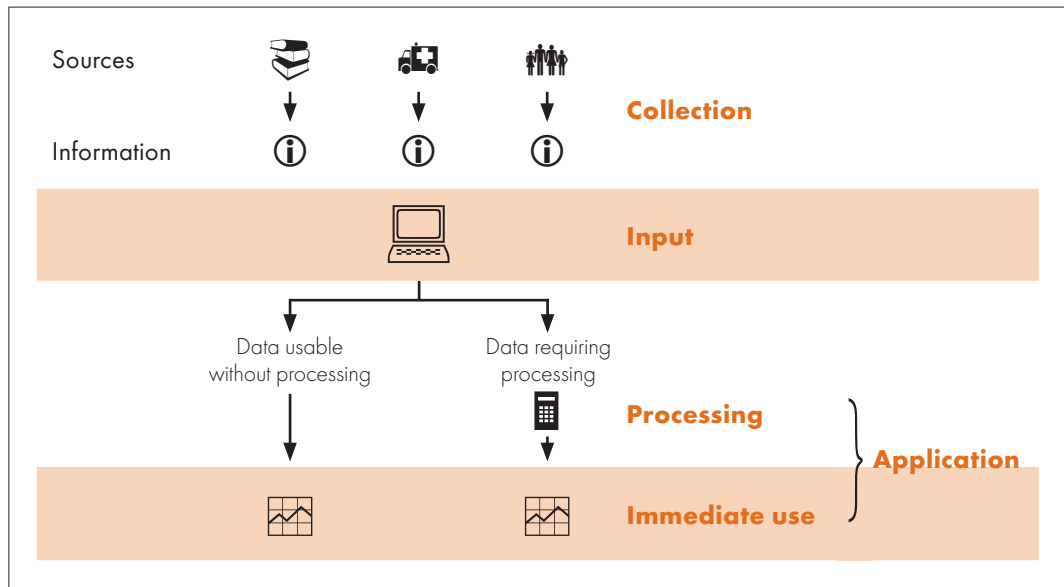 Sources
Collection
Information
Input
Data usable
without processing
Data requiring
processing
Processing
Application
Immediate use